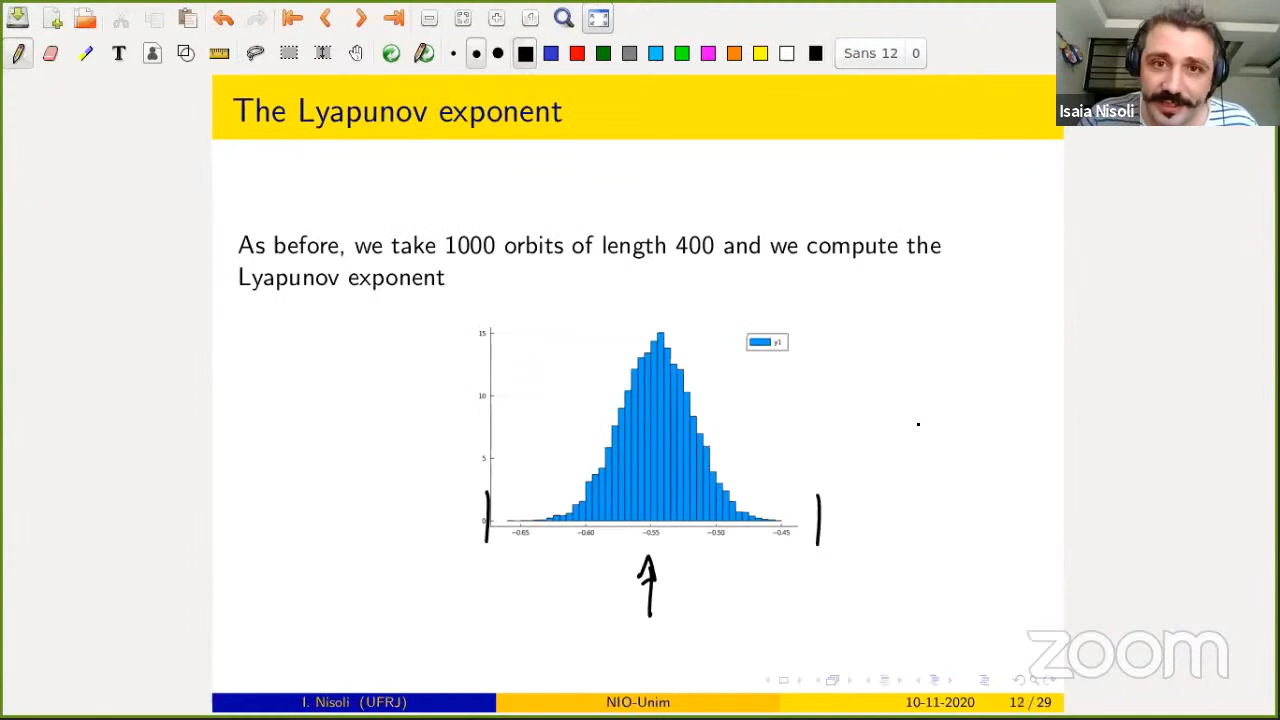 Sans 12 0
Isaia Nisoli
The Lyapunov exponent
As before, we take 1000 orbits of length 400 and we compute the
Lyapunov exponent
15
y1
10
5
0
−0.65 −0.60 −0.55 −0.50 −0.45
zoom
I. Nisoli (UFRJ) NIO-Unim 10-11-2020 12 / 29